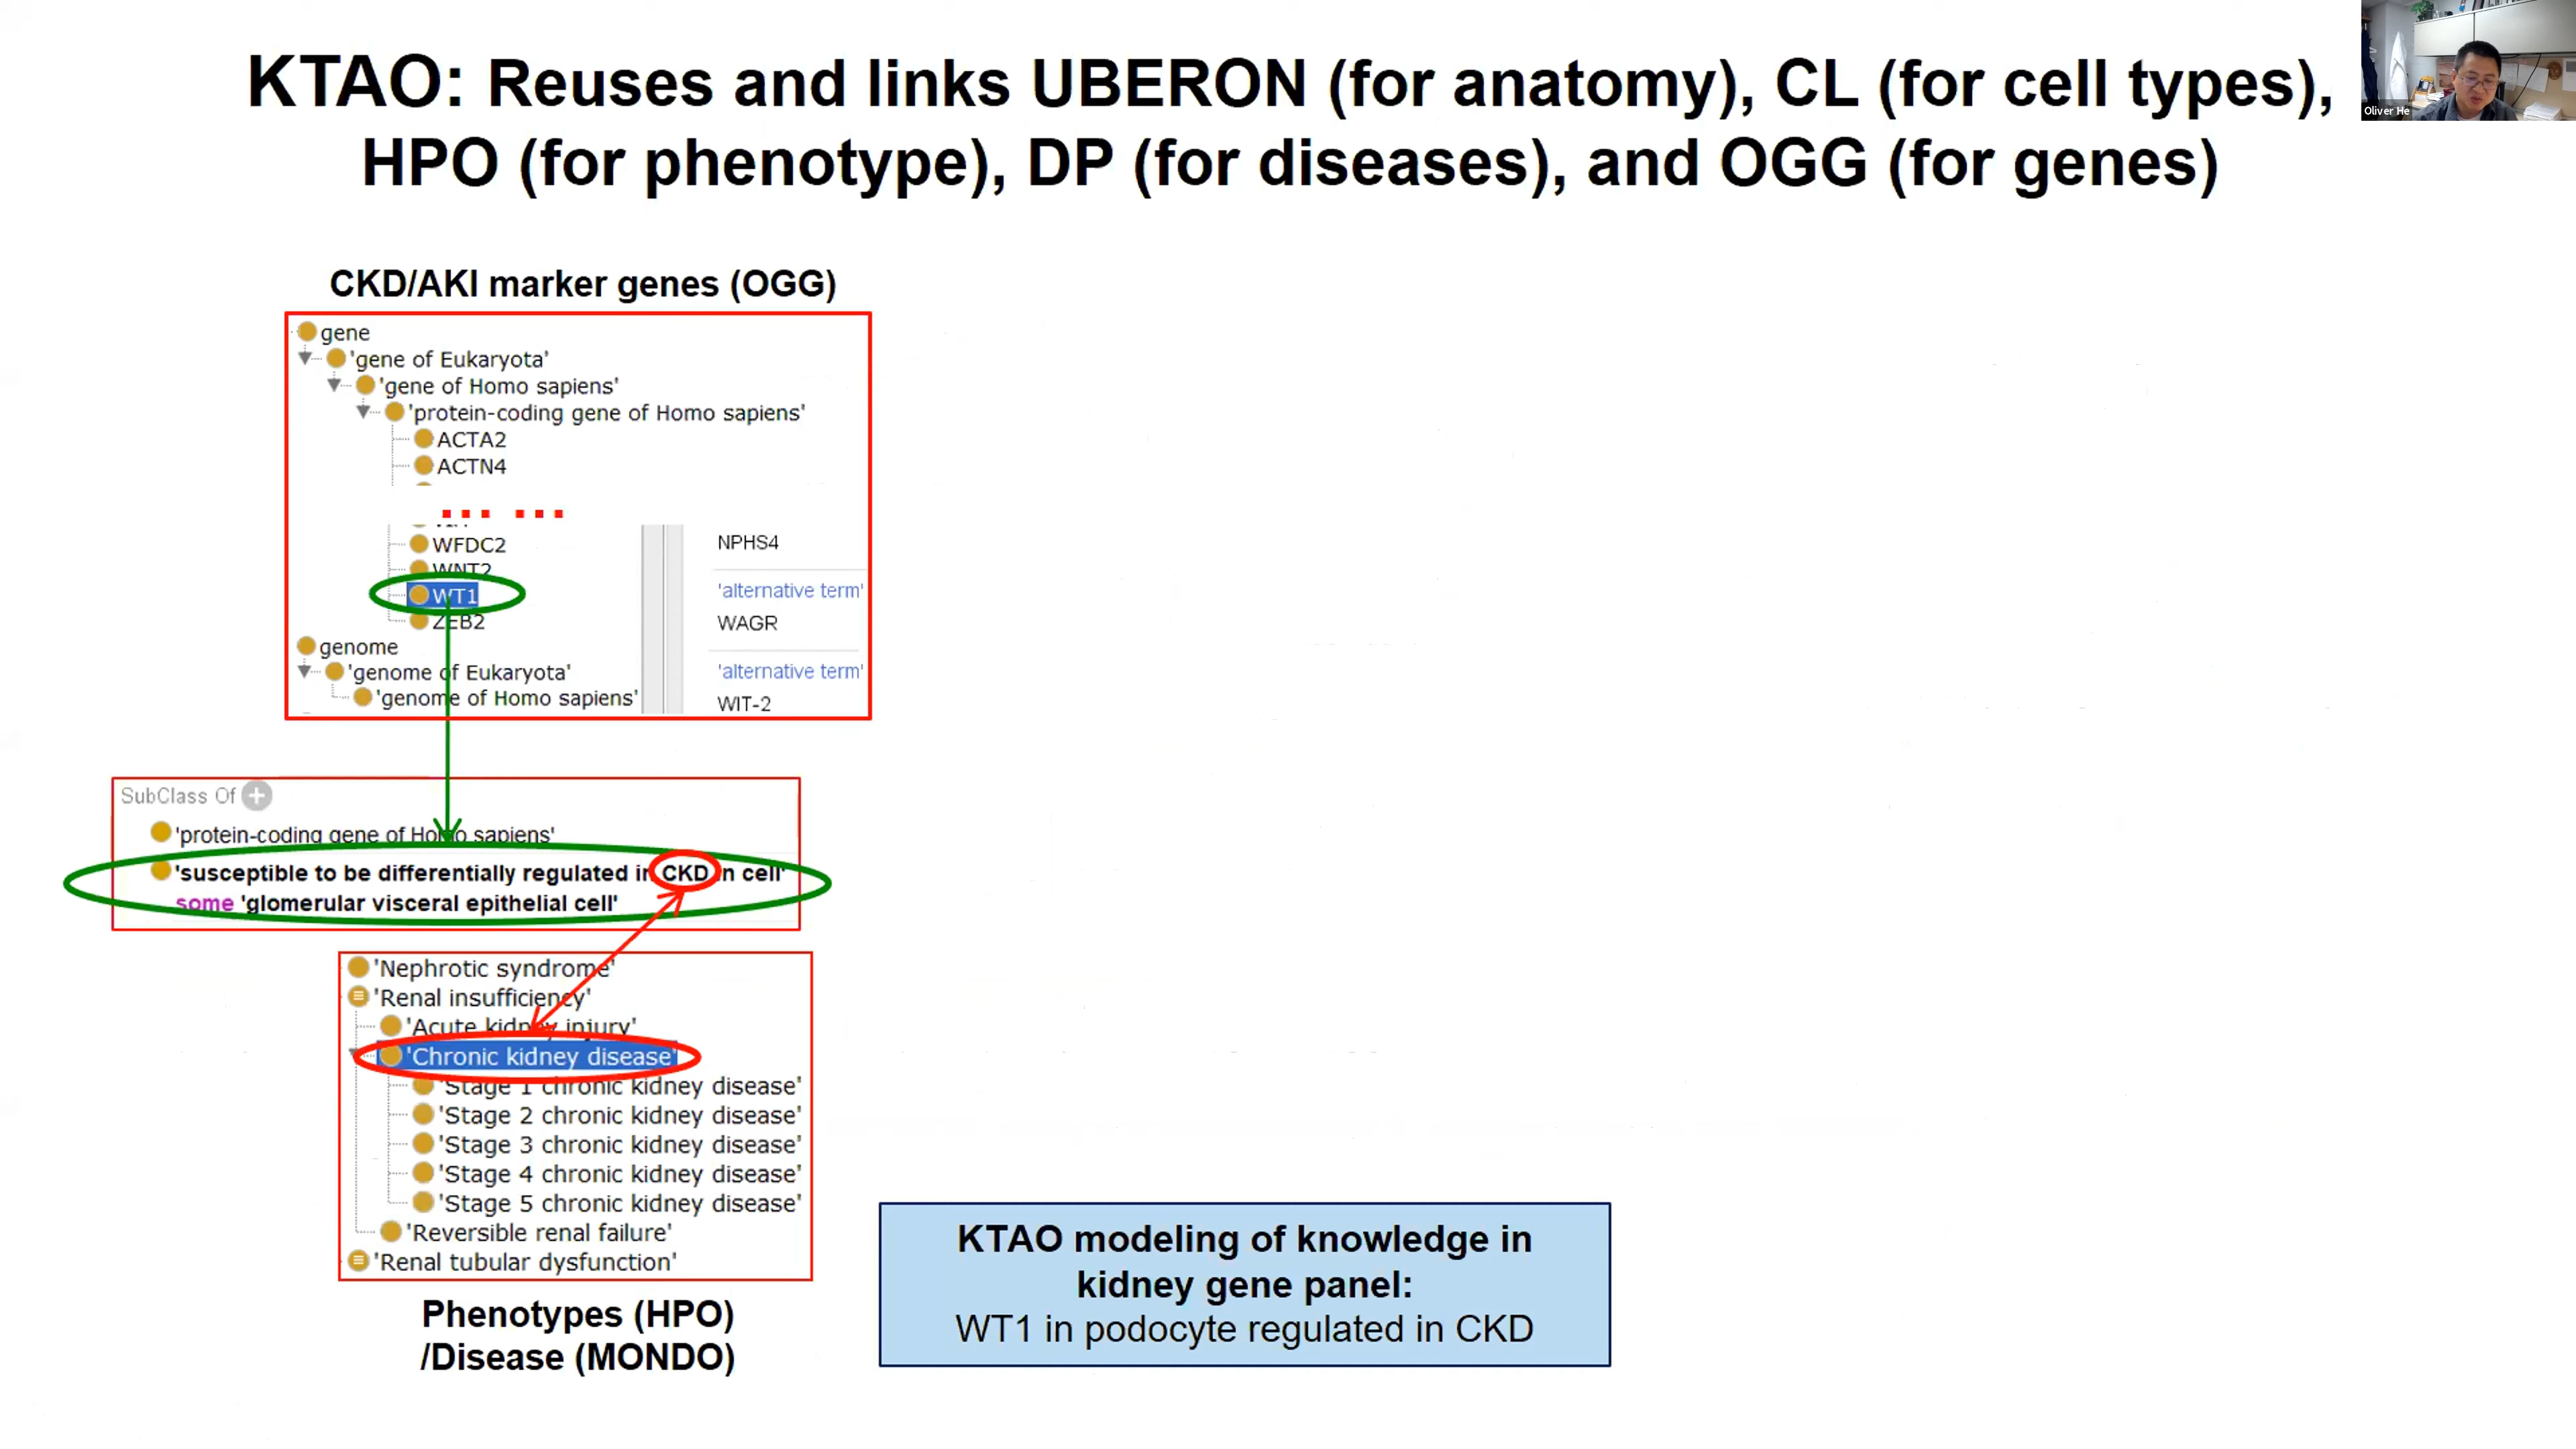 KTAO: Reuses and links UBERON (for anatomy), CL (for cell types),
HPO (for phenotype), DP (for diseases), and OGG (for genes)
Oliver He
CKD/AKI marker genes (OGG)
gene
'gene of Eukaryota'
'gene of Homo sapiens'
'protein-coding gene of Homo sapiens'
ACTA2
ACTN4
... ...
WFDC2
WNT2
WT1
ZEB2
genome
'genome of Eukaryota'
'genome of Homo sapiens'
NPHS4
'alternative term'
WAGR
'alternative term'
WIT-2
SubClass Of
'protein-coding gene of Homo sapiens'
'susceptible to be differentially regulated in CKD in cell'
some 'glomerular visceral epithelial cell'
'Nephrotic syndrome'
'Renal insufficiency'
'Acute kidney injury'
'Chronic kidney disease'
'Stage 1 chronic kidney disease'
'Stage 2 chronic kidney disease'
'Stage 3 chronic kidney disease'
'Stage 4 chronic kidney disease'
'Stage 5 chronic kidney disease'
'Reversible renal failure'
'Renal tubular dysfunction'
Phenotypes (HPO)
/Disease (MONDO)
KTAO modeling of knowledge in
kidney gene panel:
WT1 in podocyte regulated in CKD